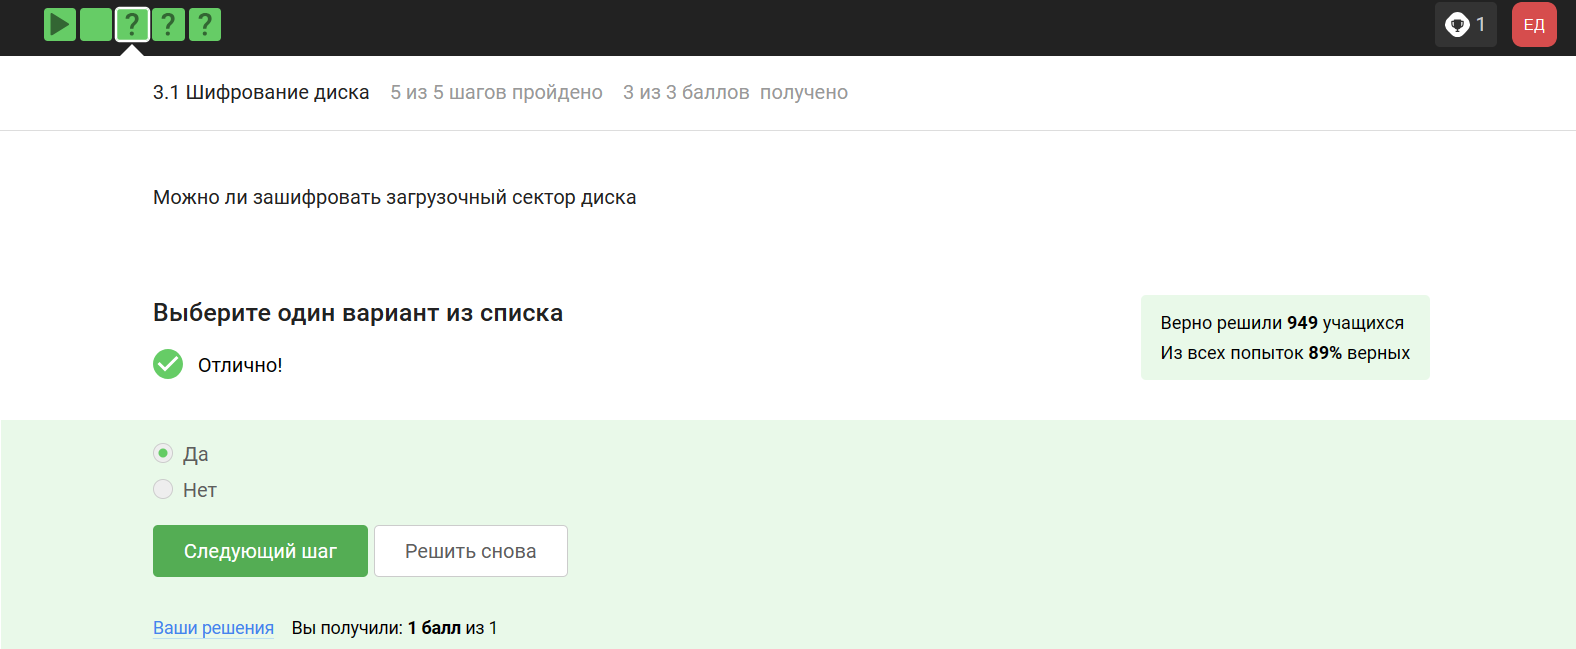 ? ? ?
1
ЕД
3.1 Шифрование диска 5 из 5 шагов пройдено 3 из 3 баллов получено
Можно ли зашифровать загрузочный сектор диска
Выберите один вариант из списка
Отлично!
Верно решили 949 учащихся
Из всех попыток 89% верных
Да
Нет
Следующий шаг Решить снова
Ваши решения Вы получили: 1 балл из 1